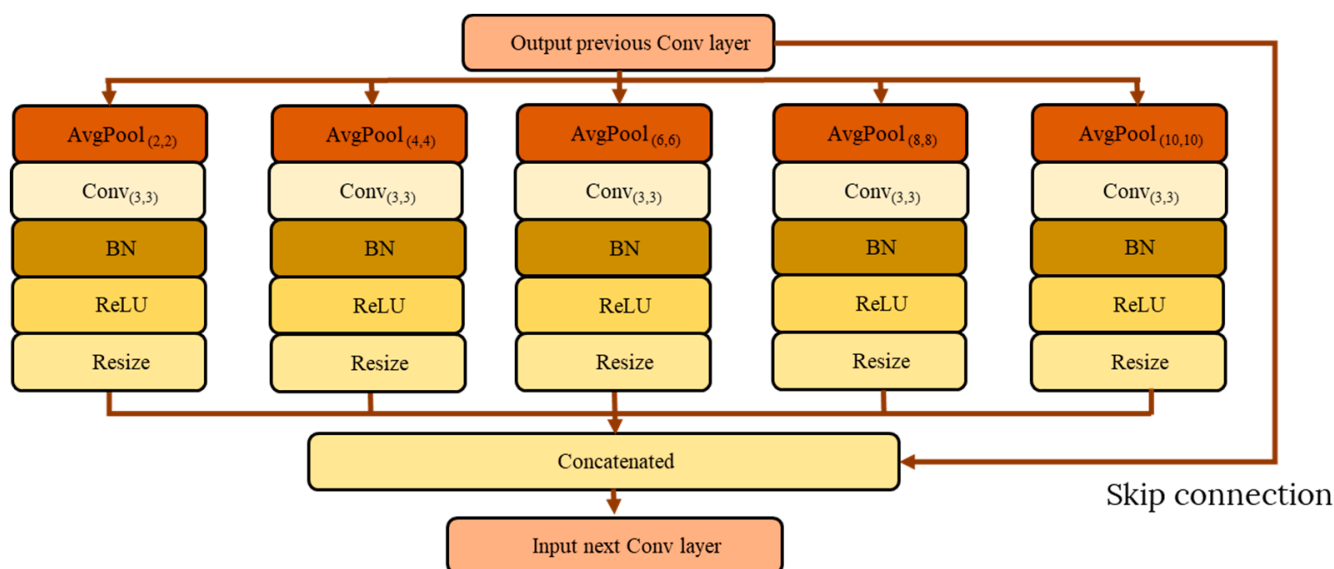 Output previous Conv layer
AvgPool (2,2)
AvgPool (4,4)
AvgPool (6,6)
AvgPool (8,8)
AvgPool (10,10)
Conv(3,3)
Conv(3,3)
Conv(3,3)
Conv(3,3)
Conv(3,3)
BN
BN
BN
BN
BN
ReLU
ReLU
ReLU
ReLU
ReLU
Resize
Resize
Resize
Resize
Resize
Concatenated
Skip connection
Input next Conv layer